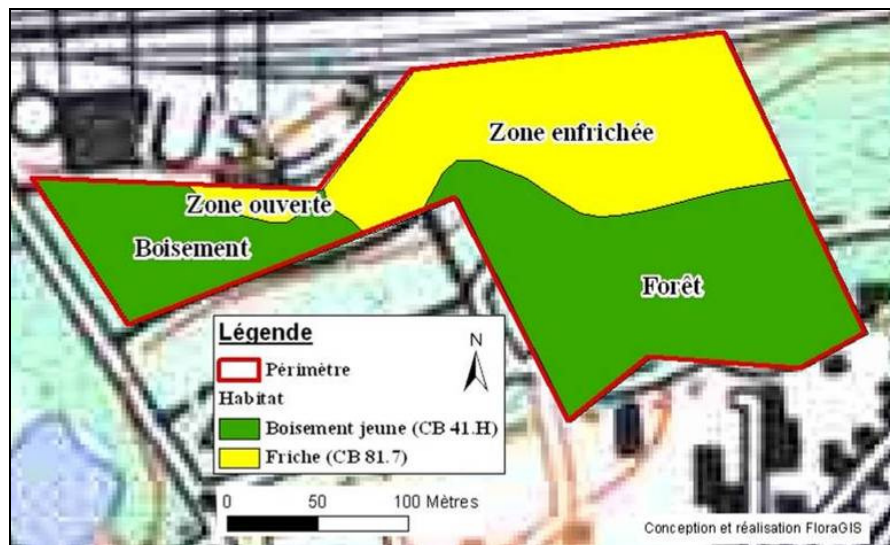 Us
Zone enfrichée
Zone ouverte
Boisement
Forêt
Légende
N
Périmètre
Habitat
Boisement jeune (CB 41.H)
Friche (CB 81.7)
0 50 100 Mètres
Conception et réalisation FloraGIS